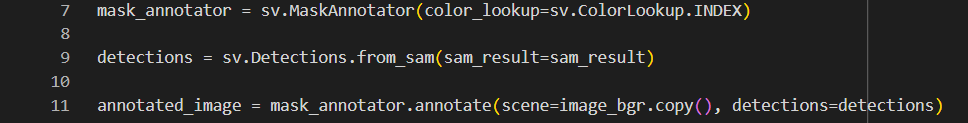 7 mask_annotator = sv.MaskAnnotator(color_lookup=sv.ColorLookup.INDEX)
8
9 detections = sv.Detections.from_sam(sam_result=sam_result)
10
11 annotated_image = mask_annotator.annotate(scene=image_bgr.copy(), detections=detections)